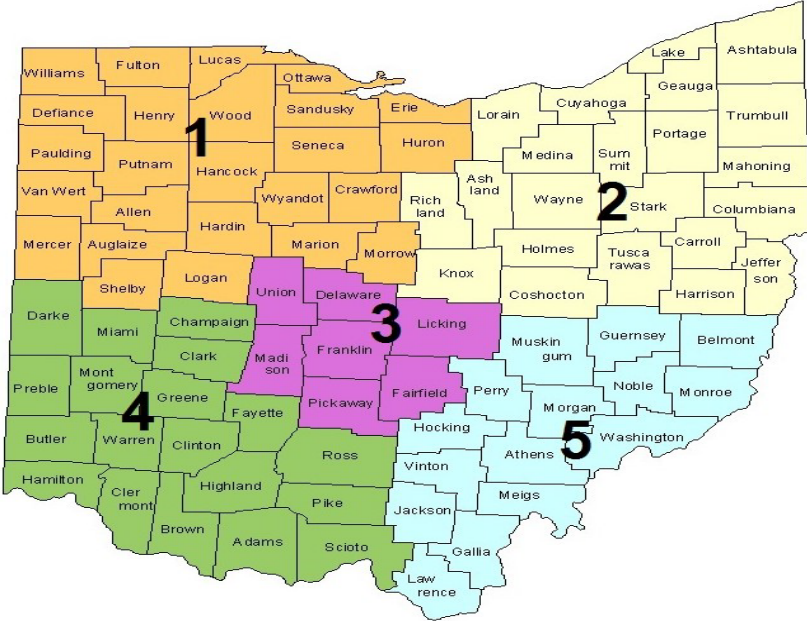 Williams
Fulton
Lucas
Ottawa
Defiance
Henry
Wood
Sandusky
Erie
1
Paulding
Putnam
Hancock
Seneca
Huron
Van Wert
Allen
Wyandot
Crawford
Mercer
Auglaize
Hardin
Marion
Morrow
Shelby
Logan
Lake
Ashtabula
Geauga
Cuyahoga
Lorain
Trumbull
Portage
Medina
Sum
mit
Mahoning
Ash
land
Rich
land
Wayne
2
Stark
Columbiana
Holmes
Tusca
rawas
Carroll
Jeffer
son
Knox
Coshocton
Harrison
Union
Delaware
3
Licking
Franklin
Madi
son
Pickaway
Fairfield
Darke
Miami
Champaign
Clark
Preble
Mont
gomery
Greene
4
Fayette
Butler
Warren
Clinton
Ross
Hamilton
Cler
mont
Highland
Pike
Brown
Adams
Scioto
Muskin
gum
Guernsey
Belmont
Perry
Noble
Monroe
Morgan
Hocking
5
Washington
Athens
Vinton
Meigs
Jackson
Gallia
Law
rence